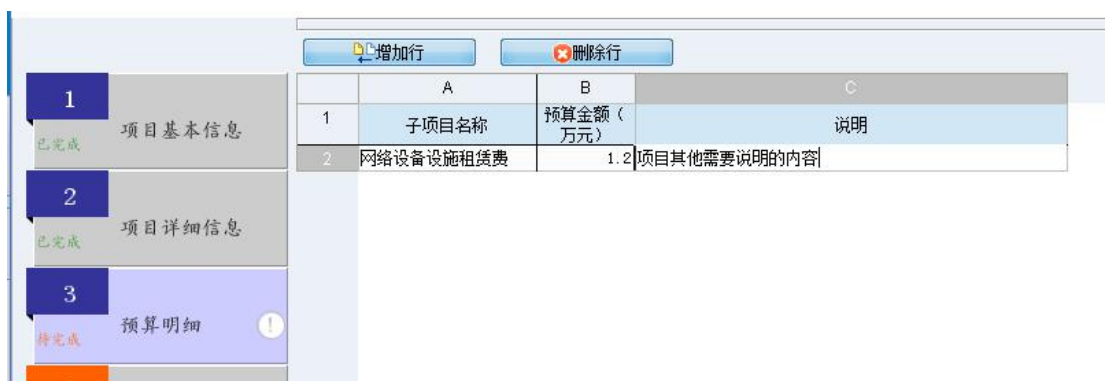 增加行 删除行
A B C
1 子项目名称 预算金额（ 说明
万元）
2 网络设备设施租赁费 1.2 项目其他需要说明的内容
1
项目基本信息
已完成
2
项目详细信息
已完成
3
预算明细 !
待完成